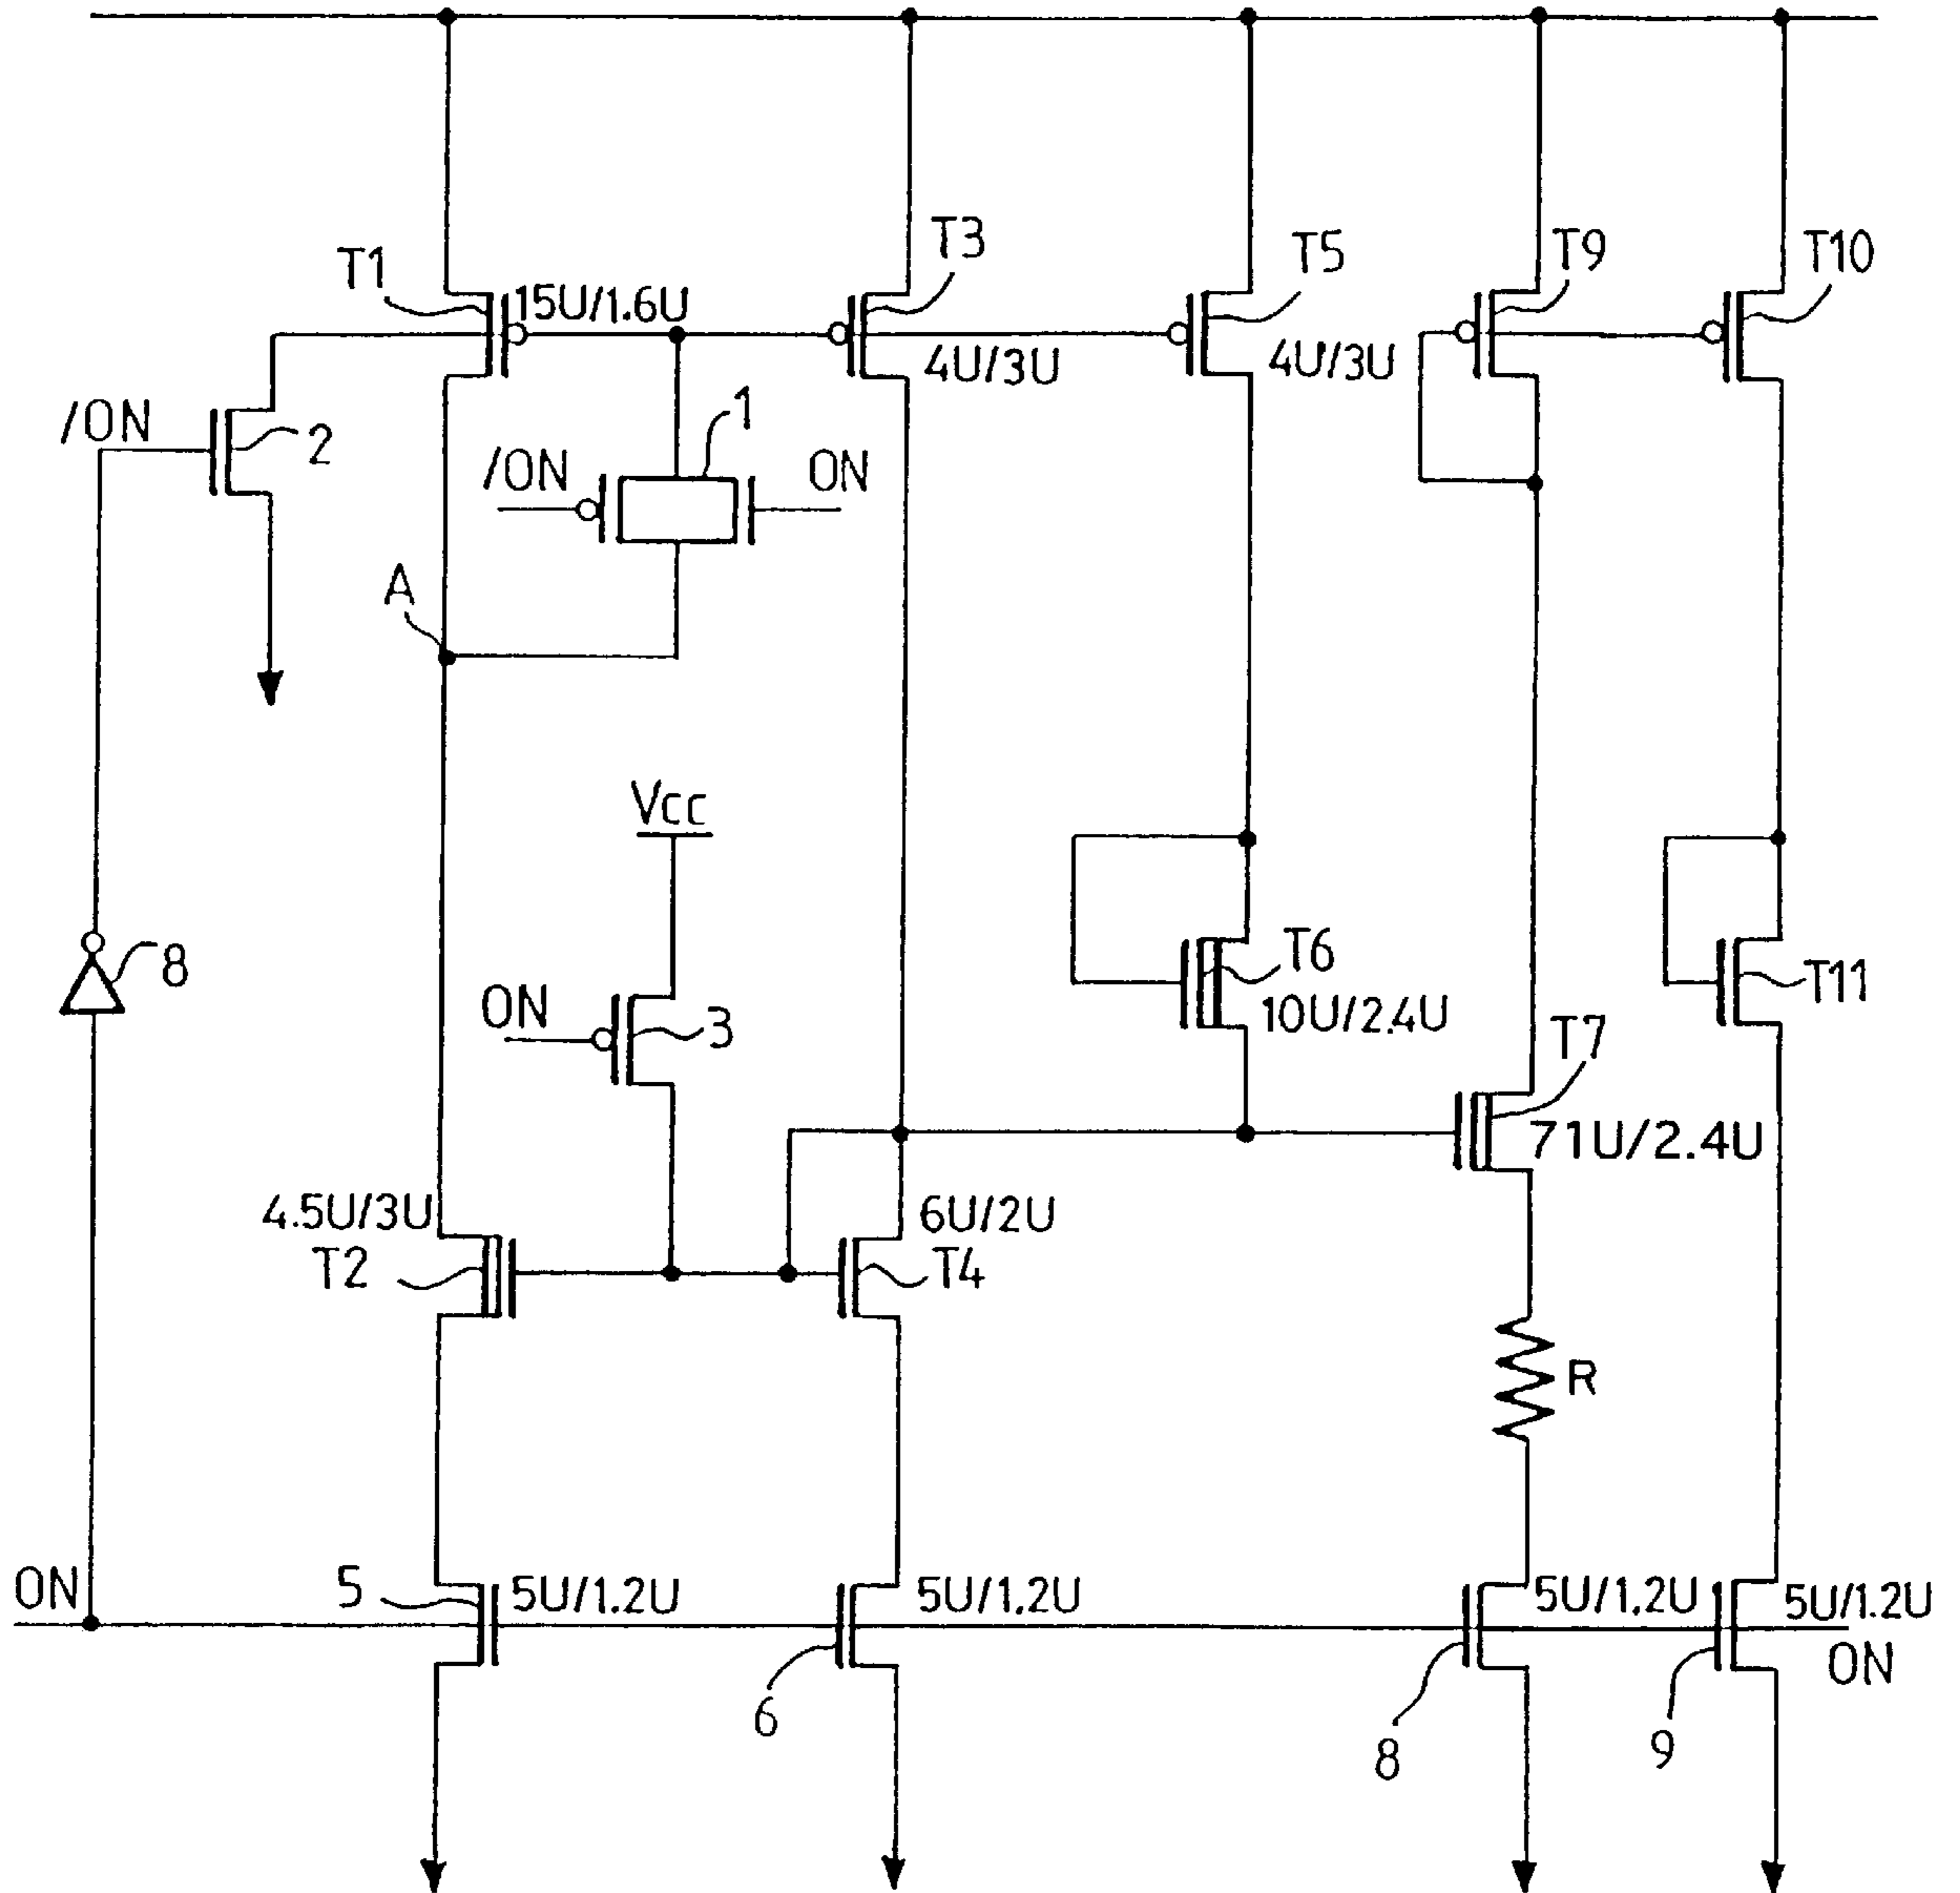 T1
15U/1.6U
T3
4U/3U
T5
4U/3U
T9
T10
/ON
2
/ON
1
ON
A
Vcc
8
ON
3
T6
10U/2.4U
T11
T7
71U/2.4U
4.5U/3U
T2
6U/2U
T4
R
ON
5
5U/1.2U
5U/1.2U
6
5U/1.2U
8
5U/1.2U
ON
9